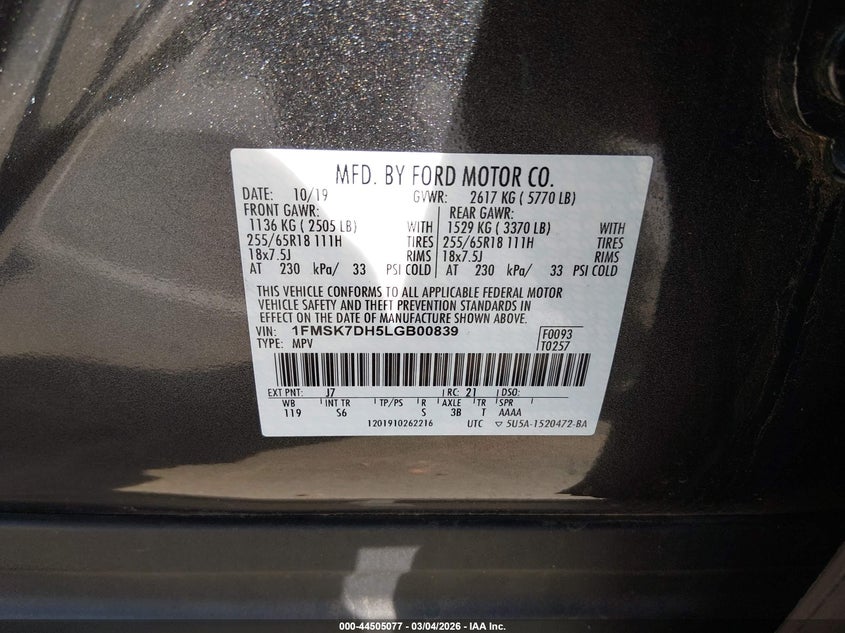 MFD. BY FORD MOTOR CO.
DATE: 10/19 GVWR: 2617 KG ( 5770 LB)
FRONT GAWR: REAR GAWR:
1136 KG ( 2505 LB) WITH 1529 KG ( 3370 LB) WITH
255/65R18 111H TIRES 255/65R18 111H TIRES
18x7.5J RIMS 18x7.5J RIMS
AT 230 kPa/ 33 PSI COLD AT 230 kPa/ 33 PSI COLD
THIS VEHICLE CONFORMS TO ALL APPLICABLE FEDERAL MOTOR
VEHICLE SAFETY AND THEFT PREVENTION STANDARDS IN
EFFECT ON THE DATE OF MANUFACTURE SHOWN ABOVE.
VIN: 1FMSK7DH5LGB00839 F0093
TYPE: MPV T0257
EXT PNT: J7 RC: 21 DSO:
WB INT TR TP/PS R AXLE TR SPR
119 S6 S 3B T AAAA
1201910262216 UTC ▽ 5U5A-1520472-BA
000-44505077 - 03/04/2026 - IAA Inc.